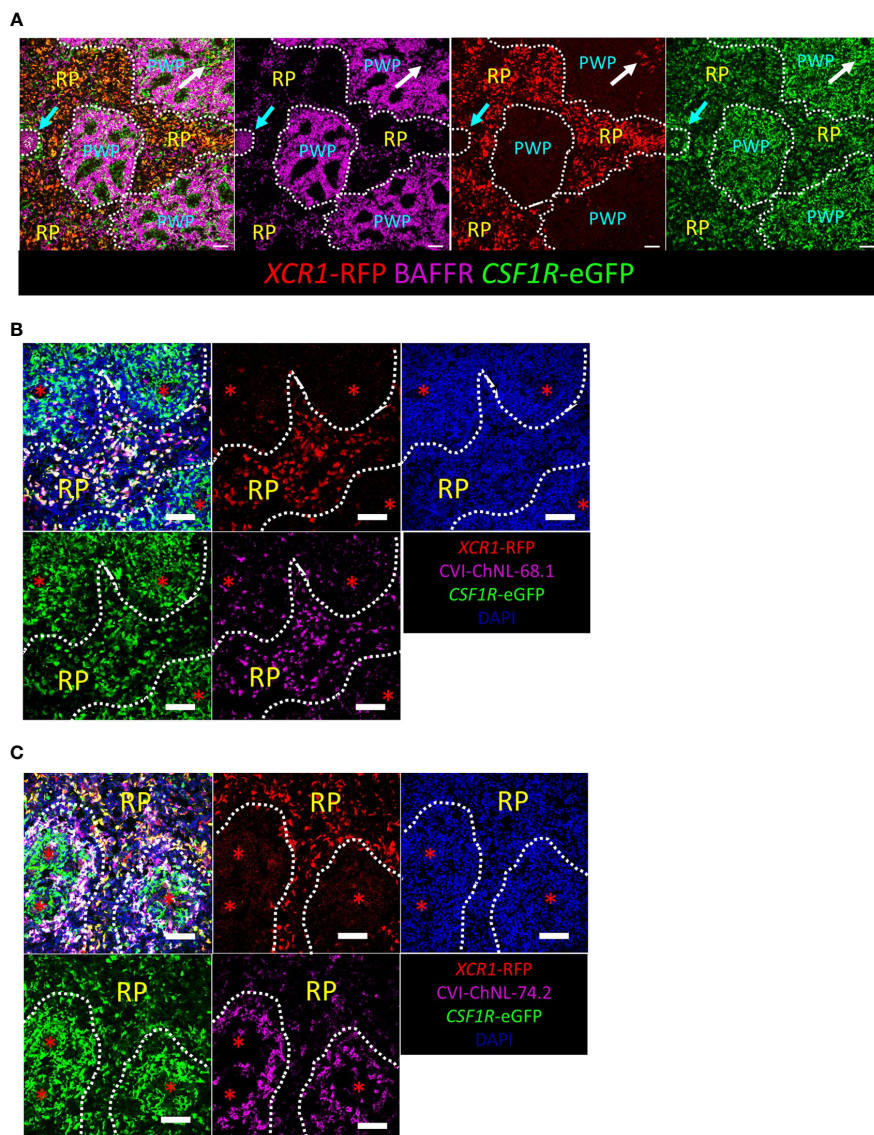 A
RP PWP RP PWP RP PWP RP PWP
PWP RP PWP RP PWP RP PWP RP
RP PWP RP PWP RP PWP RP PWP
XCR1-RFP BAFFR CSF1R-eGFP
B
* * * * * *
RP * RP * RP *
* * * *
RP * RP *
XCR1-RFP
CVI-ChNL-68.1
CSF1R-eGFP
DAPI
C
RP RP RP
* * *
* * * * * *
RP RP
* *
* * * *
XCR1-RFP
CVI-ChNL-74.2
CSF1R-eGFP
DAPI